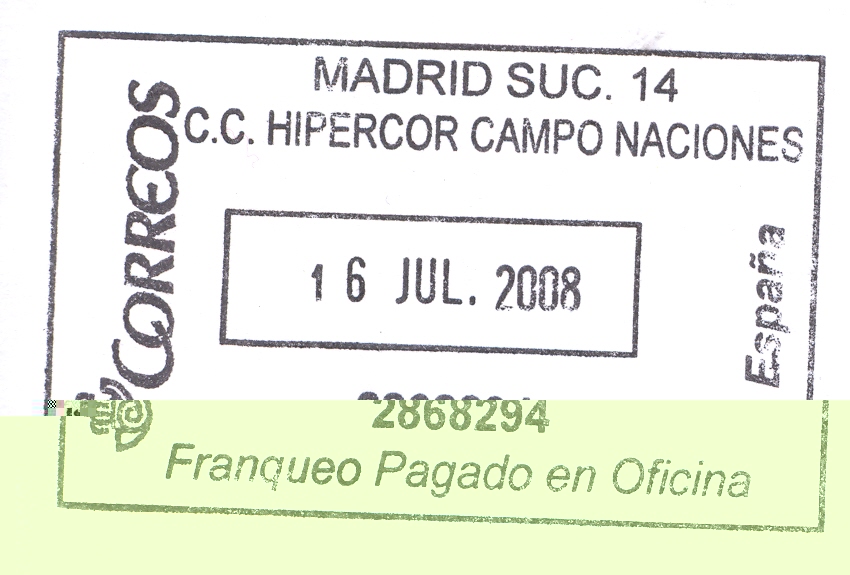 MADRID SUC. 14
C.C. HIPERCOR CAMPO NACIONES
CORREOS
16 JUL. 2008
España
2868294
Franqueo Pagado en Oficina